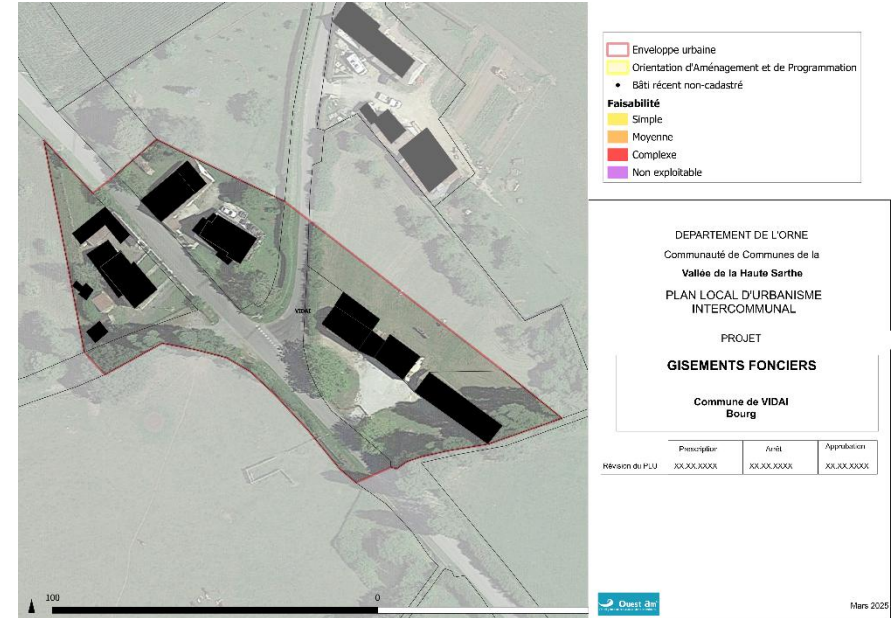 Enveloppe urbaine
Orientation d'Aménagement et de Programmation
Bâti récent non-cadastré
Faisabilité
Simple
Moyenne
Complexe
Non exploitable
DEPARTEMENT DE L'ORNE
Communauté de Communes de la
Vallée de la Haute Sarthe
PLAN LOCAL D'URBANISME
INTERCOMMUNAL
PROJET
GISEMENTS FONCIERS
Commune de VIDAI
Bourg
Prescription Arrêt Approbation
Révision du PLU XX.XX.XXXX XX.XX.XXXX XX.XX.XXXX
VIDAI
100 0
Ouest am'
Mars 2025